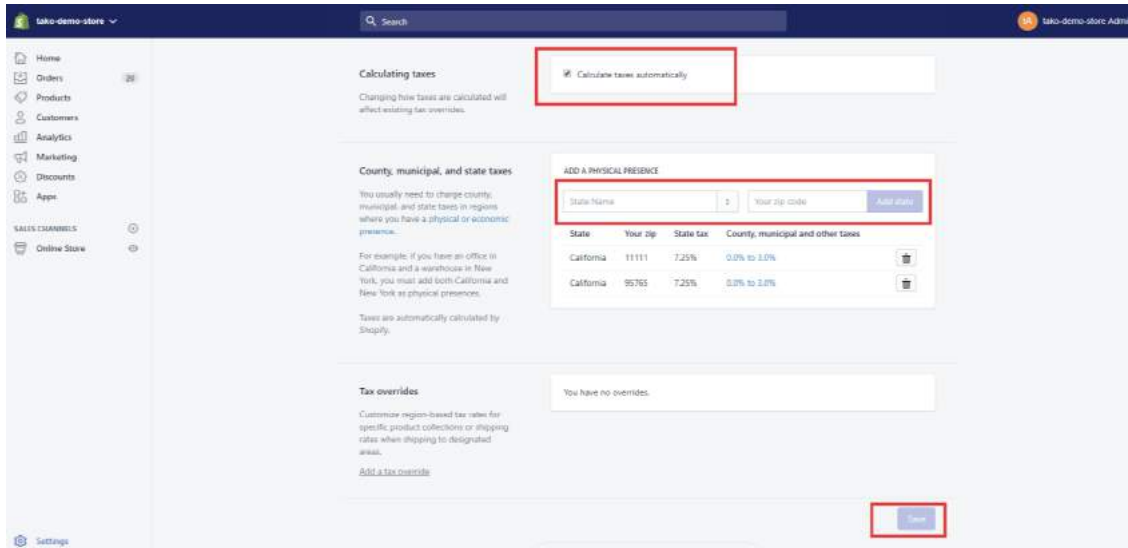 tako-demo-store
Search
SA
tako-demo-store Admi
Home
Orders
20
Products
Customers
Analytics
Marketing
Discounts
Apps
SALES CHANNELS
Online Store
Settings
Calculating taxes
Changing how taxes are calculated will
affect existing tax overrides.
Calculate taxes automatically
County, municipal, and state taxes
You usually need to charge county,
municipal, and state taxes in regions
where you have a physical or economic
presence.
For example, if you have an office in
California and a warehouse in New
York, you must add both California and
New York as physical presences.
Taxes are automatically calculated by
Shopify.
ADD A PHYSICAL PRESENCE
State Name
Your zip code
Add state
State Your zip State tax County, municipal and other taxes
California 11111 7.25% 0.0% to 3.0%
California 95765 7.25% 0.0% to 3.0%
Tax overrides
Customize region-based tax rates for
specific product collections or shipping
rates when shipping to designated
areas.
Add a tax override
You have no overrides.
Save